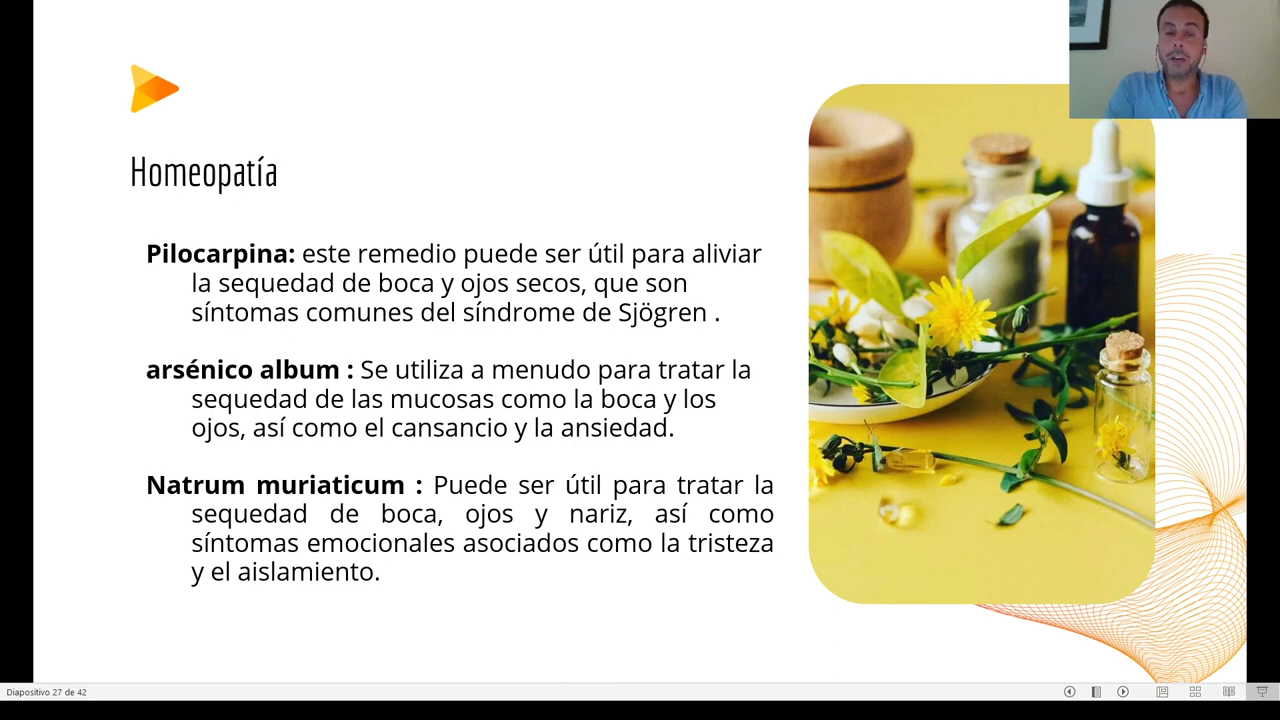 Homeopatía
Pilocarpina: este remedio puede ser útil para aliviar
la sequedad de boca y ojos secos, que son
síntomas comunes del síndrome de Sjögren .
arsénico album : Se utiliza a menudo para tratar la
sequedad de las mucosas como la boca y los
ojos, así como el cansancio y la ansiedad.
Natrum muriaticum : Puede ser útil para tratar la
sequedad de boca, ojos y nariz, así como
síntomas emocionales asociados como la tristeza
y el aislamiento.
Diapositivo 27 de 42